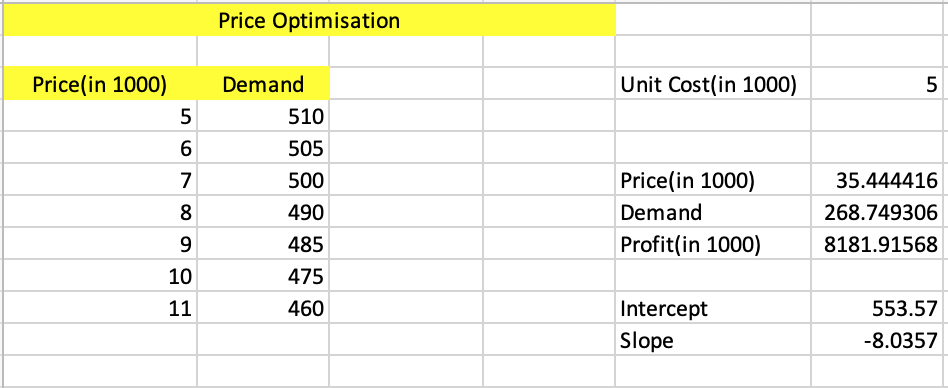 Price Optimisation
Price(in 1000) Demand Unit Cost(in 1000) 5
5 510
6 505
7 500 Price(in 1000) 35.444416
8 490 Demand 268.749306
9 485 Profit(in 1000) 8181.91568
10 475
11 460 Intercept 553.57
Slope -8.0357